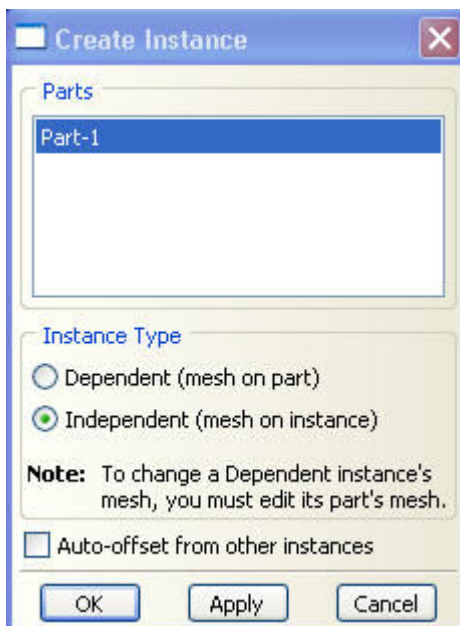 Create Instance
Parts
Part-1
Instance Type
Dependent (mesh on part)
Independent (mesh on instance)
Note: To change a Dependent instance's
mesh, you must edit its part's mesh.
Auto-offset from other instances
OK Apply Cancel